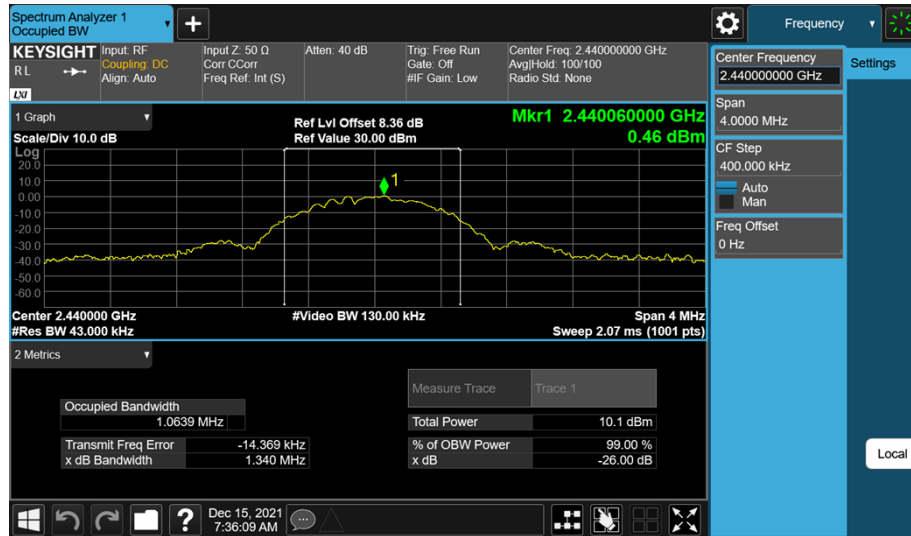 Spectrum Analyzer 1
Occupied BW
▼
+
Frequency
▼
KEYSIGHT
R L
LXI
Input: RF
Coupling: DC
Align: Auto
Input Z: 50 Ω
Corr CCorr
Freq Ref: Int (S)
Atten: 40 dB
Trig: Free Run
Gate: Off
#IF Gain: Low
Center Freq: 2.440000000 GHz
Avg|Hold: 100/100
Radio Std: None
1 Graph
▼
Scale/Div 10.0 dB
Ref Lvl Offset 8.36 dB
Ref Value 30.00 dBm
Mkr1 2.440060000 GHz
0.46 dBm
Log
20.0
10.0
0.00
-10.0
-20.0
-30.0
-40.0
-50.0
-60.0
1
Center 2.440000 GHz
#Res BW 43.000 kHz
#Video BW 130.00 kHz
Span 4 MHz
Sweep 2.07 ms (1001 pts)
2 Metrics
▼
Measure Trace
Trace 1
Occupied Bandwidth
1.0639 MHz
Total Power
10.1 dBm
Transmit Freq Error
-14.369 kHz
% of OBW Power
99.00 %
x dB Bandwidth
1.340 MHz
x dB
-26.00 dB
Center Frequency
2.440000000 GHz
Span
4.0000 MHz
CF Step
400.000 kHz
Auto
Man
Freq Offset
0 Hz
Settings
Local
?
Dec 15, 2021
7:36:09 AM